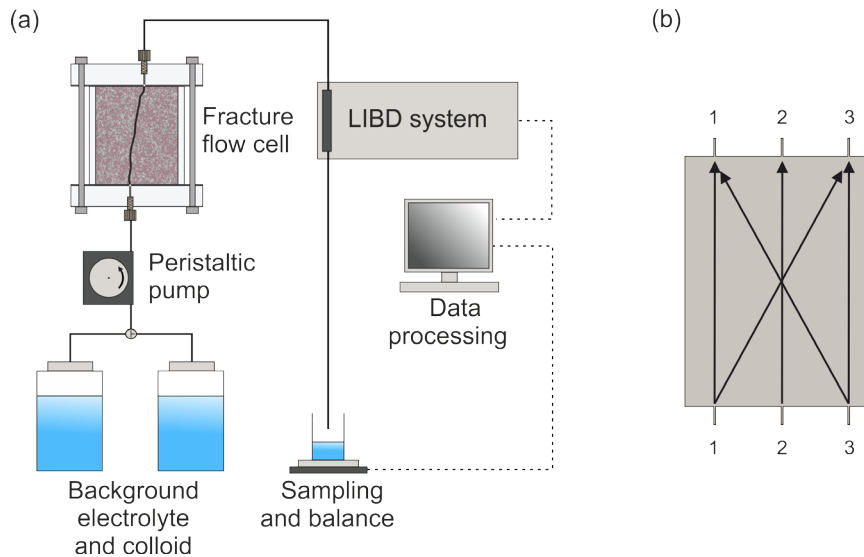 (a)
Fracture
flow cell
LIBD system
Peristaltic
pump
Data
processing
Background
electrolyte
and colloid
Sampling
and balance
(b)
1 2 3
1 2 3